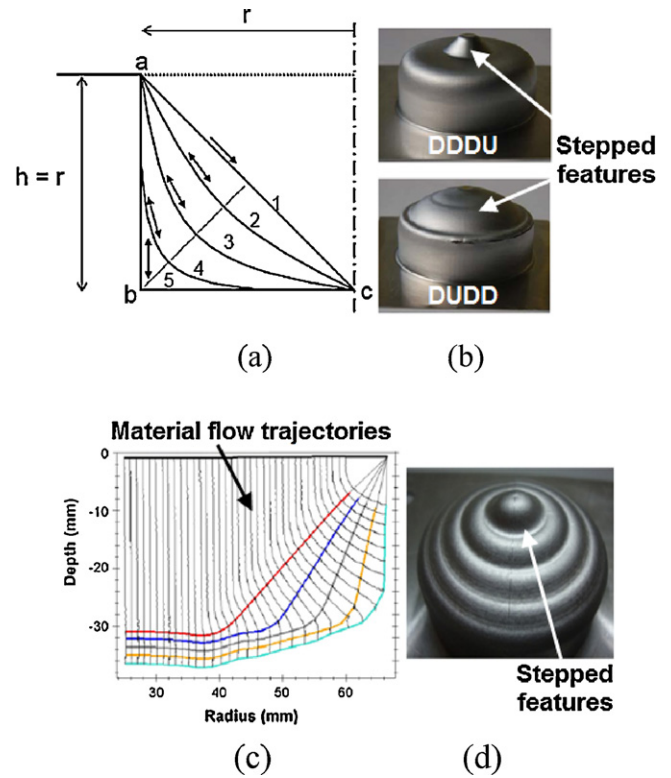 r
a
h = r
1
2
3
4
5
b
c
(a)
DDDU
Stepped
features
DUDD
(b)
Material flow trajectories
0
-10
-20
-30
Depth (mm)
30
40
50
60
Radius (mm)
(c)
Stepped
features
(d)